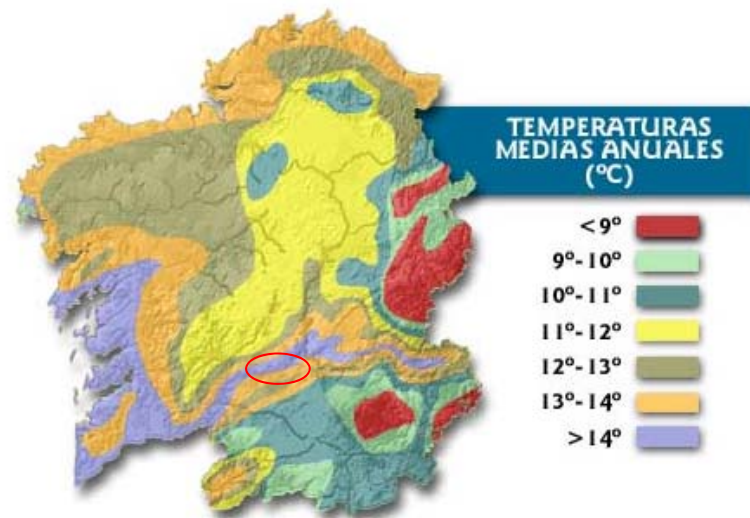 TEMPERATURAS
MEDIAS ANUALES
(ºC)
<9º
9º-10º
10º-11º
11º-12º
12º-13º
13º-14º
>14º